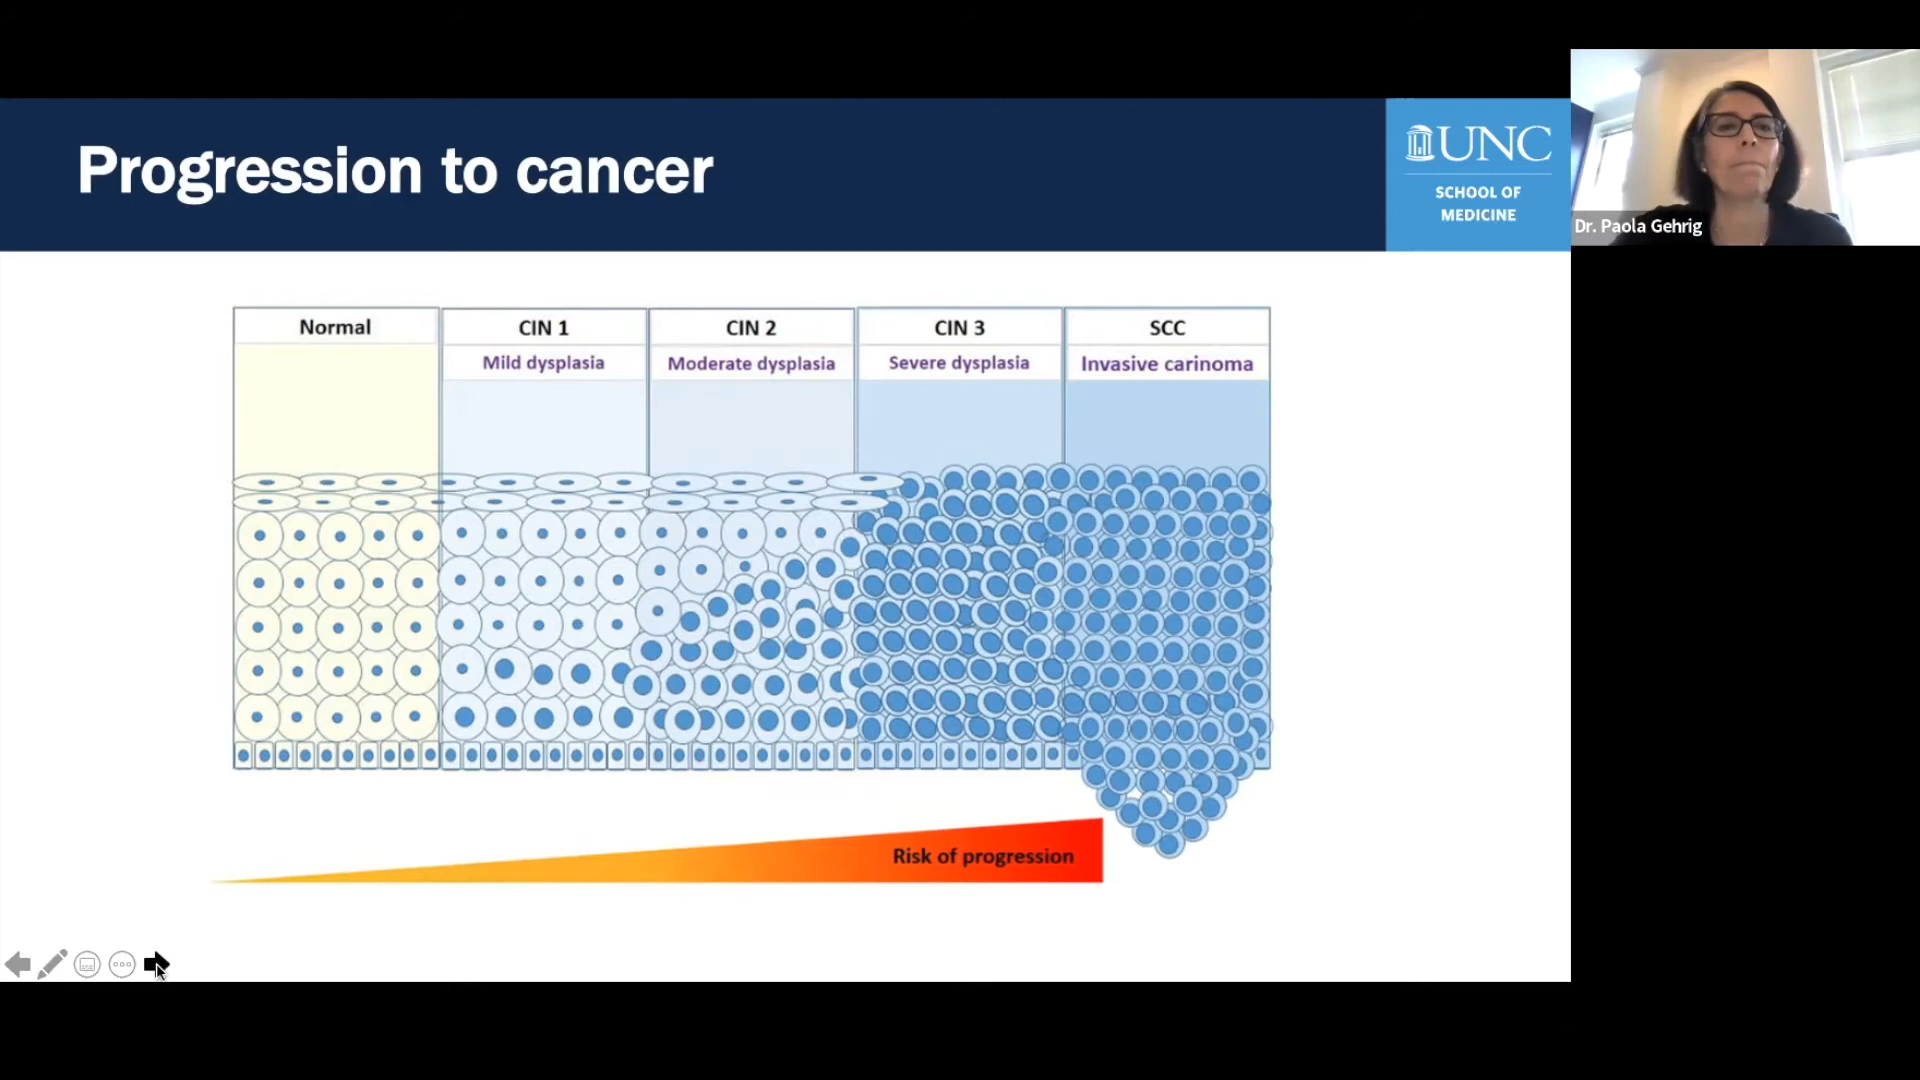 Progression to cancer
UNC
SCHOOL OF
MEDICINE
Dr. Paola Gehrig
Normal
CIN 1
CIN 2
CIN 3
SCC
Mild dysplasia
Moderate dysplasia
Severe dysplasia
Invasive carinoma
Risk of progression